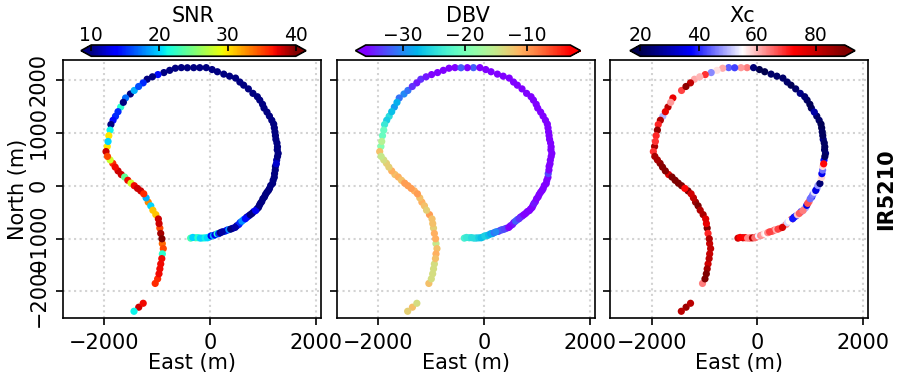 SNR DBV Xc
10 20 30 40 −30 −20 −10 20 40 60 80
North (m)
2000
1000
0
−1000
−2000
−2000 0 2000 −2000 0 2000 −2000 0 2000
East (m) East (m) East (m)
IR5210